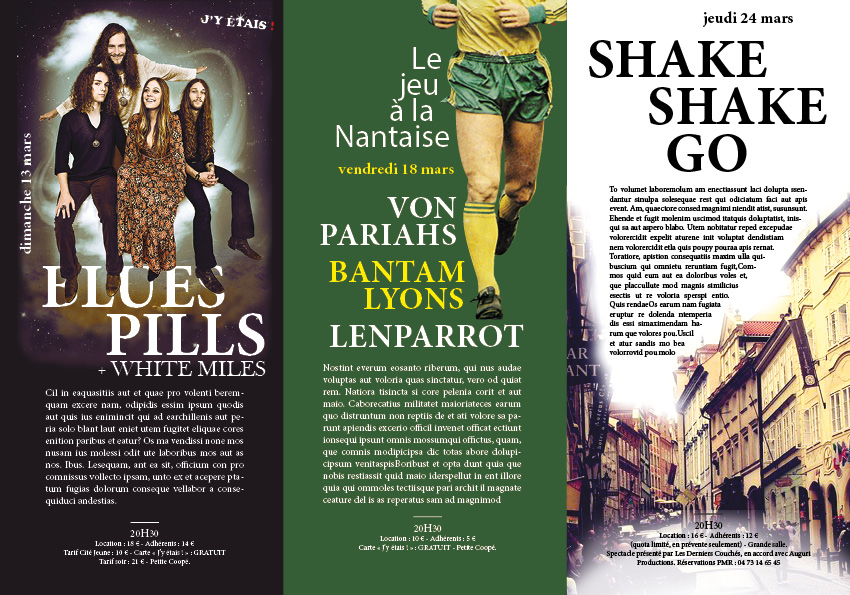 J'Y ÉTAIS !
dimanche 13 mars
BLUES
PILLS
+ WHITE MILES
Cil in eaquasitiis aut et quae pro volenti berem-
quam excere nam, odipidis essim ipsum quodis
aut quis ius enimincit qui ad earchillenis aut pe-
ria solo blant laut eniet utem fugitet eliquae cores
enition paribus et eatur? Os ma vendissi none mos
nusam ius molessi odit ute laboribus mos aut as
nos. Ibus. Lesequam, ant ea sit, officium con pro
comnissus vollecto ipsam, unto ex et acepere pta-
tum fugias dolorum conseque vellabor a conse-
quiduci andestias.
20H30
Location : 18 € - Adhérents : 14 €
Tarif Cité Jeune : 19 € - Carte « J'y étais ! » : GRATUIT
Tarif soir : 21 € - Petite Coopé.
Le
jeu
à la
Nantaise
vendredi 18 mars
VON
PARIAHS
BANTAM
LYONS
LENPARROT
Nostint everum eosanto riberum, qui nus audae
voluptas aut voloria quas sinctatur, vero od quiat
rem. Natiora tisincta si core pelenia corit et aut
maio. Caborecatius militatet maioriateces earum
quo distruntum non reptiis de et ati volore sa pa-
runt apiendis excerio officil invenet officat ectiunt
ionsequi ipsunt omnis mossumqui offictus, quam,
que comnis modipicipsa dic totas abore dolupi-
cipsum venitaspisBoribust et opta dunt quia que
nobis restiassit quid maio iderspellut in ent illore
quia qui ommoles tectiisque pari archit il magnate
ceature del is as reperatus sam ad magnimod
20H30
Location : 10 € - Adhérents : 5 €
Carte « J'y étais ! » : GRATUIT - Petite Coopé.
jeudi 24 mars
SHAKE
SHAKE
GO
To volumet laboremolum am enectiassunt laci dolupta ssen-
dantur sinulpa solesequae rest qui odiciatum faci aut apis
event. Am, quaectore consed magnimi niendit atist, susunsunt.
Ehende et fugit molenim uscimod itatquis doluptatist, inis-
qui sa aut aspero blabo. Utem nobitatur reped excepudae
volorercidit expelit aturene init voluptat dendistiam
nem volorercidit etla quis poupy pouraa apis rernat.
Toratiore, apistion consequatiis maxim ulla qui-
buscium qui omnietu reruntiam fugit,Com-
mos quid eum aut ea doloribus voles et,
que placcullute mod magnis similicius
esectis ut re voloria sperspi entio.
Quis rendaeOs earum nam fugiata
eruptur re dolenda ntemperia
dis essi simaximendam ha-
rum que volores pou.Uscil
et atur sandis mo bea
volorrovid pou molo
20H30
Location : 16 € - Adhérents : 12 €
(quota limité, en prévente seulement) - Grande salle.
Spectacle présenté par Les Derniers Couchés, en accord avec Auguri
Productions. Réservations PMR : 04 73 14 65 45